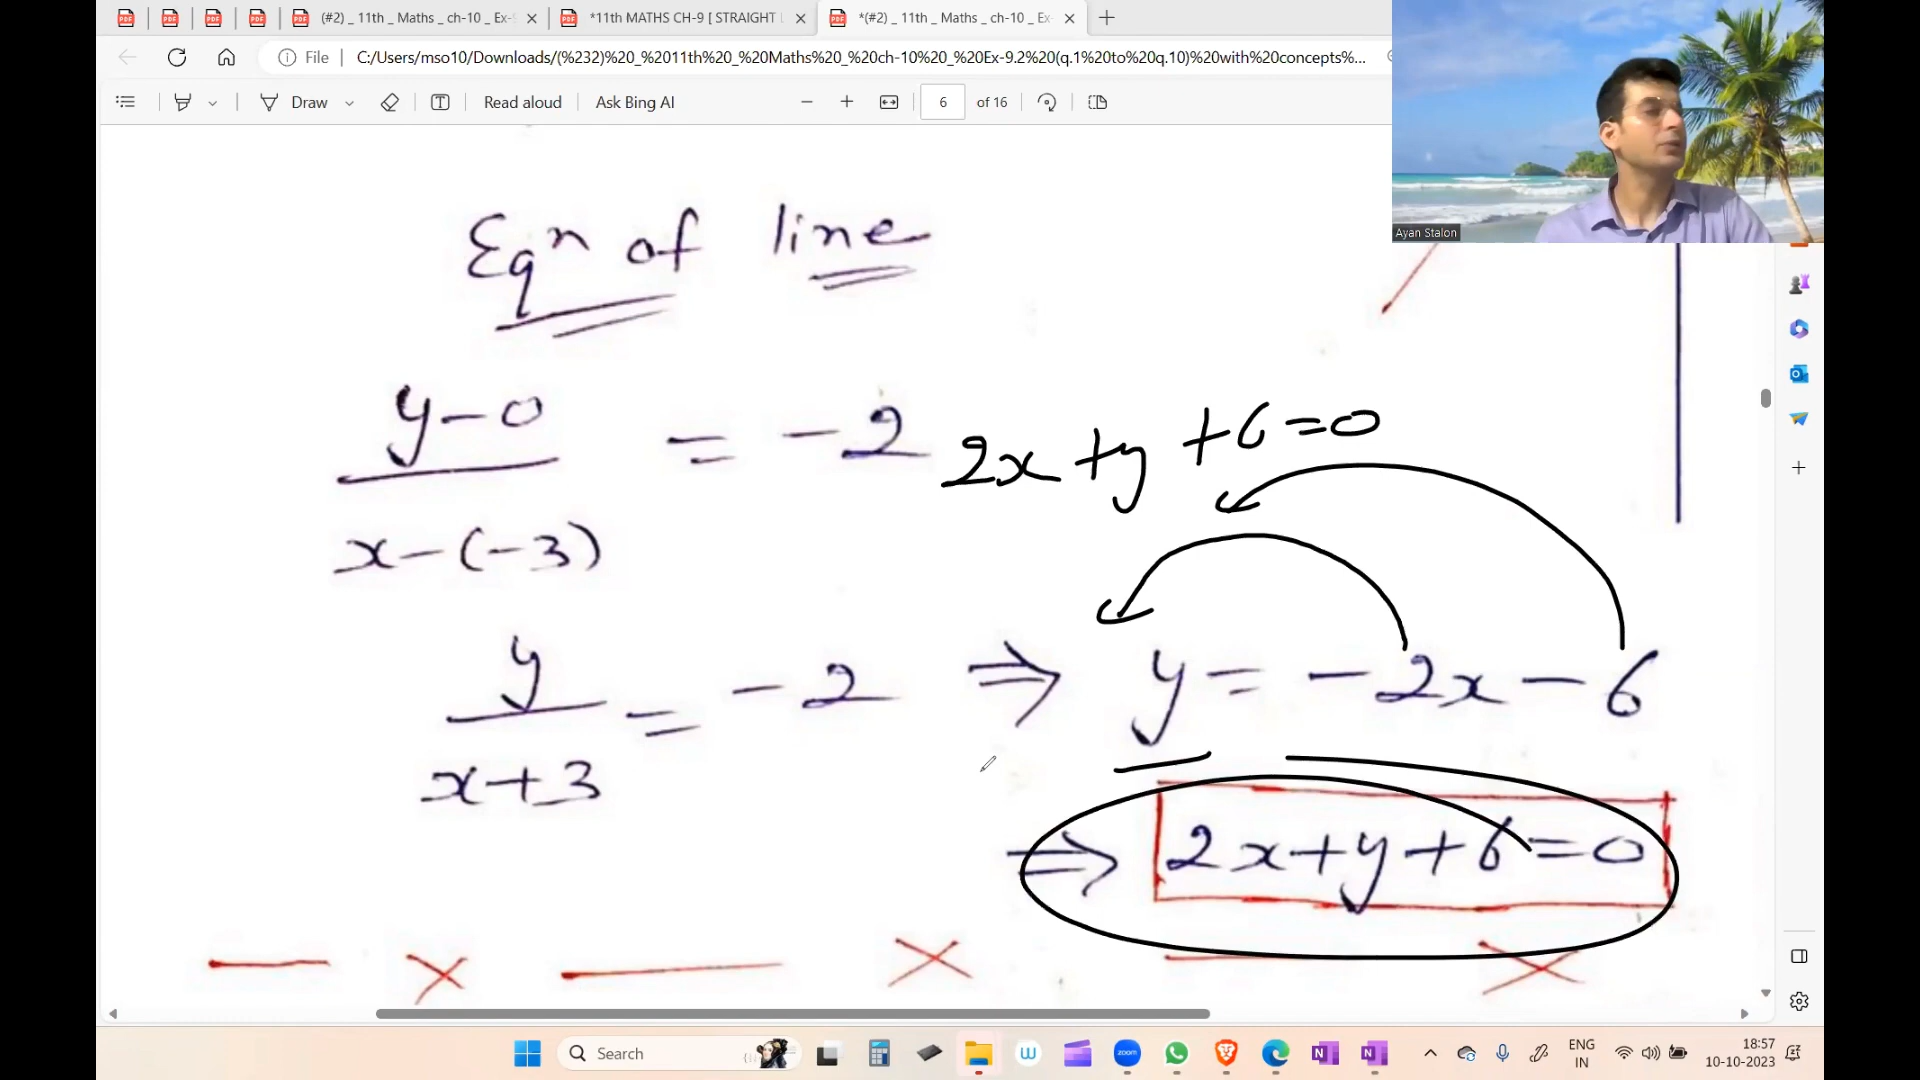 (#2) _ 11th _ Maths _ ch-10 _ Ex-9
*11th MATHS CH-9 [ STRAIGHT L
*(#2) _ 11th _ Maths _ ch-10 _ Ex-
File
C:/Users/mso10/Downloads/(%232)%20_%2011th%20_%20Maths%20_%20ch-10%20_%20Ex-9.2%20(q.1%20to%20q.10)%20with%20concepts%...
Draw
Read aloud
Ask Bing AI
6 of 16
Ayan Stalon
Eqn of line
y-0
= -2
x-(-3)
2x+y+6=0
y
= -2
x+3
⇒ y = -2x-6
⇒ 2x+y+6=0
Search
zoom
ENG
IN
18:57
10-10-2023